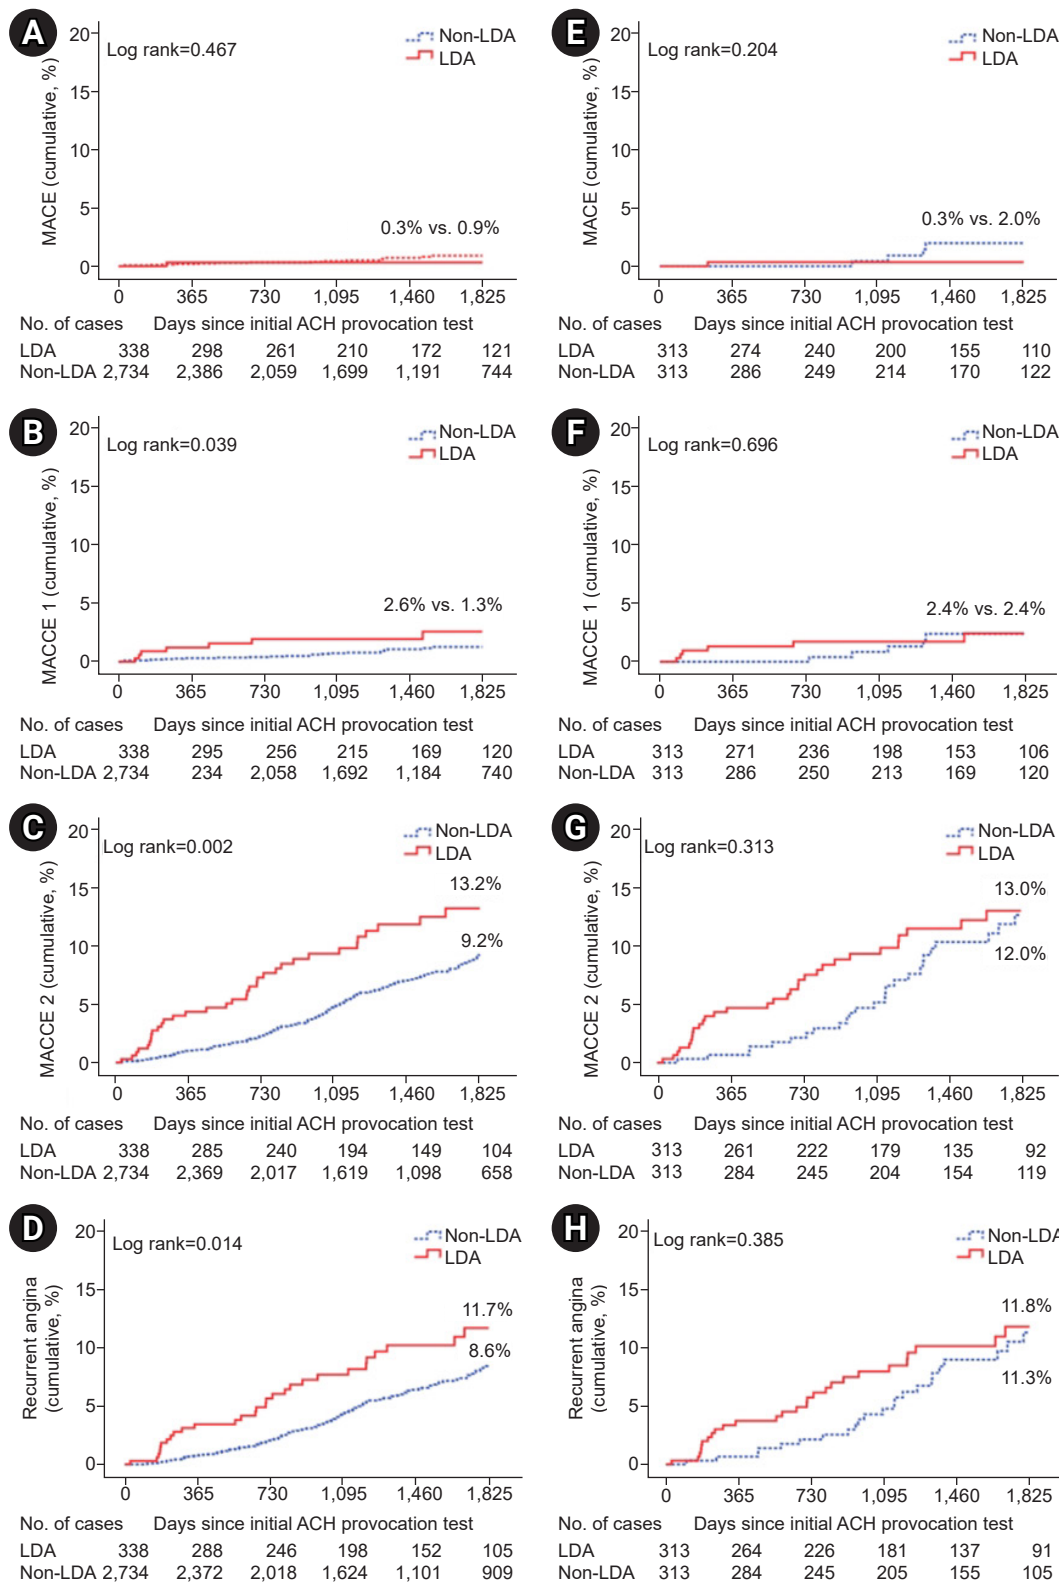 A
20
15
10
5
0
MACE (cumulative, %)
Log rank=0.467
Non-LDA
LDA
0.3% vs. 0.9%
0 365 730 1,095 1,460 1,825
No. of cases Days since initial ACH provocation test
LDA 338 298 261 210 172 121
Non-LDA 2,734 2,386 2,059 1,699 1,191 744
E
20
15
10
5
0
MACE (cumulative, %)
Log rank=0.204
Non-LDA
LDA
0.3% vs. 2.0%
0 365 730 1,095 1,460 1,825
No. of cases Days since initial ACH provocation test
LDA 313 274 240 200 155 110
Non-LDA 313 286 249 214 170 122
B
20
15
10
5
0
MACCE 1 (cumulative, %)
Log rank=0.039
Non-LDA
LDA
2.6% vs. 1.3%
0 365 730 1,095 1,460 1,825
No. of cases Days since initial ACH provocation test
LDA 338 295 256 215 169 120
Non-LDA 2,734 234 2,058 1,692 1,184 740
F
20
15
10
5
0
MACCE 1 (cumulative, %)
Log rank=0.696
Non-LDA
LDA
2.4% vs. 2.4%
0 365 730 1,095 1,460 1,825
No. of cases Days since initial ACH provocation test
LDA 313 271 236 198 153 106
Non-LDA 313 286 250 213 169 120
C
20
15
10
5
0
MACCE 2 (cumulative, %)
Log rank=0.002
Non-LDA
LDA
13.2%
9.2%
0 365 730 1,095 1,460 1,825
No. of cases Days since initial ACH provocation test
LDA 338 285 240 194 149 104
Non-LDA 2,734 2,369 2,017 1,619 1,098 658
G
20
15
10
5
0
MACCE 2 (cumulative, %)
Log rank=0.313
Non-LDA
LDA
13.0%
12.0%
0 365 730 1,095 1,460 1,825
No. of cases Days since initial ACH provocation test
LDA 313 261 222 179 135 92
Non-LDA 313 284 245 204 154 119
D
20
15
10
5
0
Recurrent angina
(cumulative, %)
Log rank=0.014
Non-LDA
LDA
11.7%
8.6%
0 365 730 1,095 1,460 1,825
No. of cases Days since initial ACH provocation test
LDA 338 288 246 198 152 105
Non-LDA 2,734 2,372 2,018 1,624 1,101 909
H
20
15
10
5
0
Recurrent angina
(cumulative, %)
Log rank=0.385
Non-LDA
LDA
11.8%
11.3%
0 365 730 1,095 1,460 1,825
No. of cases Days since initial ACH provocation test
LDA 313 264 226 181 137 91
Non-LDA 313 284 245 205 155 105